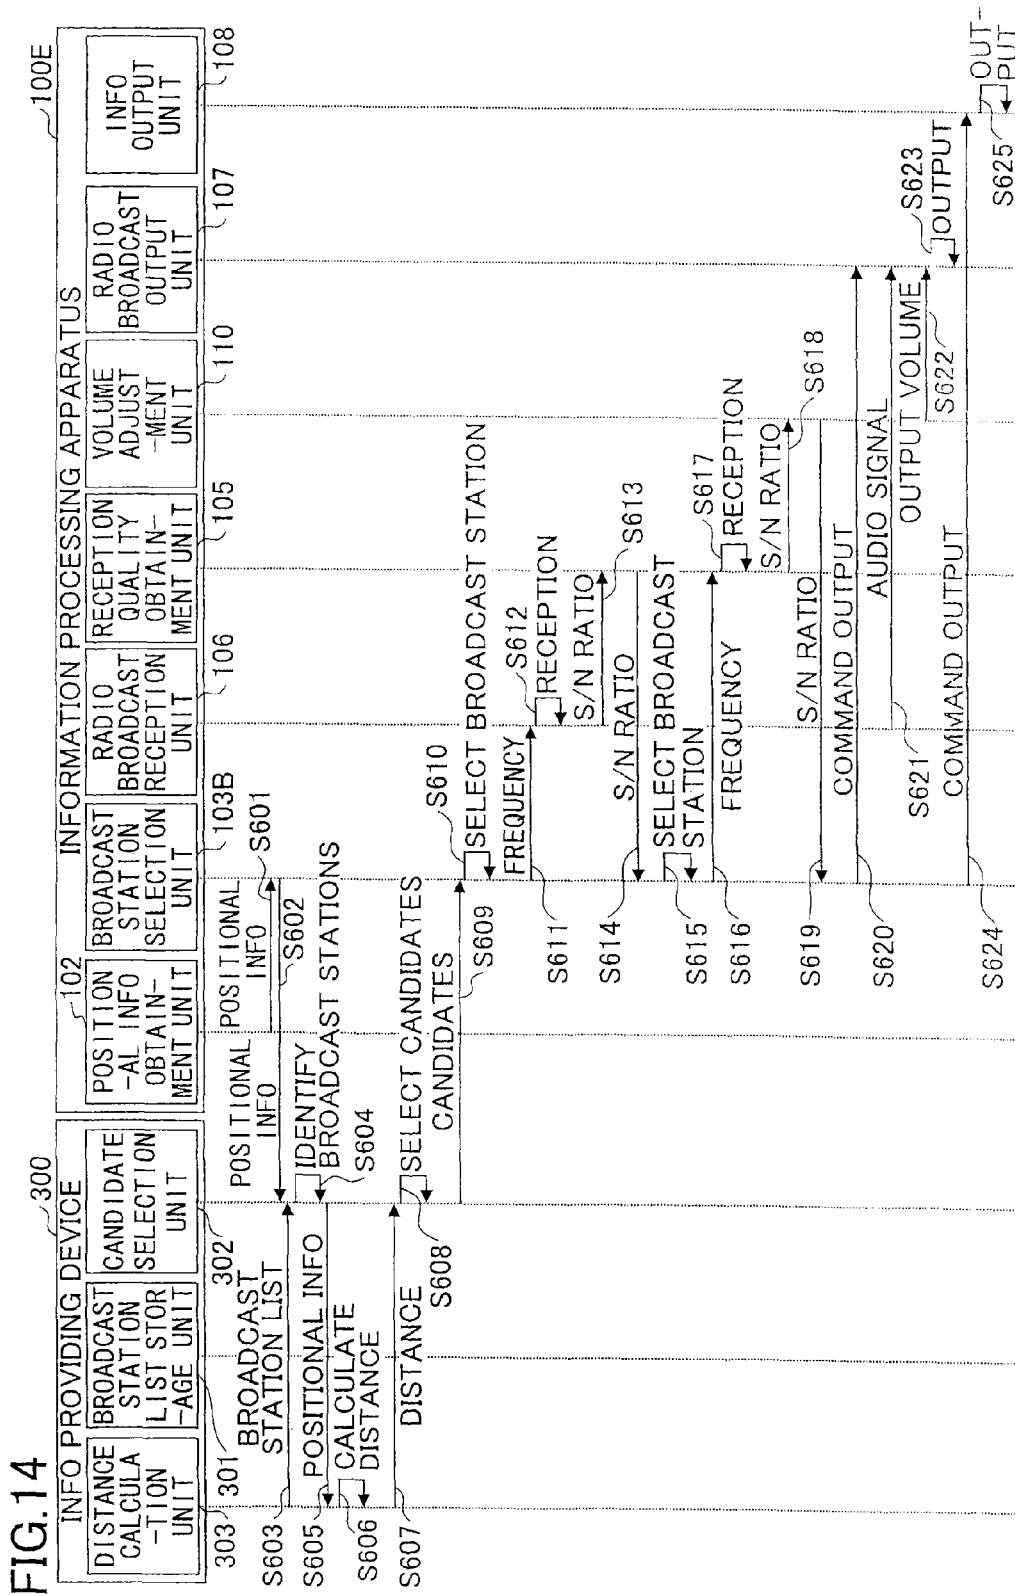 FIG.14
INFO PROVIDING DEVICE
300
DISTANCE
CALCULA
-TION
UNIT
303
BROADCAST
STATION
LIST STOR
-AGE UNIT
301
CANDIDATE
SELECTION
UNIT
302
INFORMATION PROCESSING APPARATUS
100E
POSITION
-AL INFO
OBTAIN-
MENT UNIT
102
BROADCAST
STATION
SELECTION
UNIT
103B
RADIO
BROADCAST
RECEPTION
UNIT
106
RECEPTION
QUALITY
OBTAIN-
MENT UNIT
105
VOLUME
ADJUST
-MENT
UNIT
110
RADIO
BROADCAST
OUTPUT
UNIT
107
INFO
OUTPUT
UNIT
108
POSITIONAL
INFO
S601
POSITIONAL
INFO
S602
BROADCAST
STATION LIST
S603
IDENTIFY
BROADCAST STATIONS
S604
POSITIONAL INFO
S605
CALCULATE
DISTANCE
S606
DISTANCE
S607
SELECT CANDIDATES
S608
CANDIDATES
S609
S610
SELECT BROADCAST STATION
FREQUENCY
S611
S612
RECEPTION
S/N RATIO
S613
S/N RATIO
S614
SELECT BROADCAST
STATION
S615
FREQUENCY
S616
S617
RECEPTION
S/N RATIO
S618
S/N RATIO
S619
COMMAND OUTPUT
S620
AUDIO SIGNAL
S621
OUTPUT VOLUME
S622
S623
OUTPUT
COMMAND OUTPUT
S624
OUT-
PUT
S625